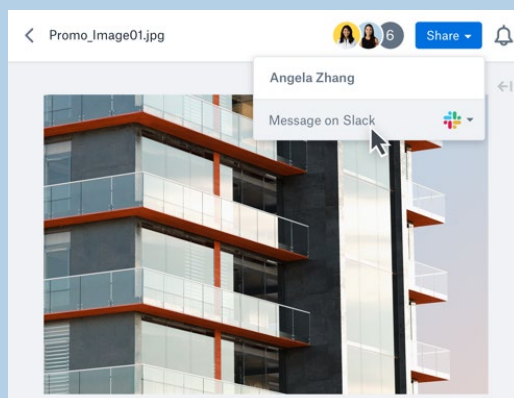 Promo_Image01.jpg
6
Share
Angela Zhang
Message on Slack